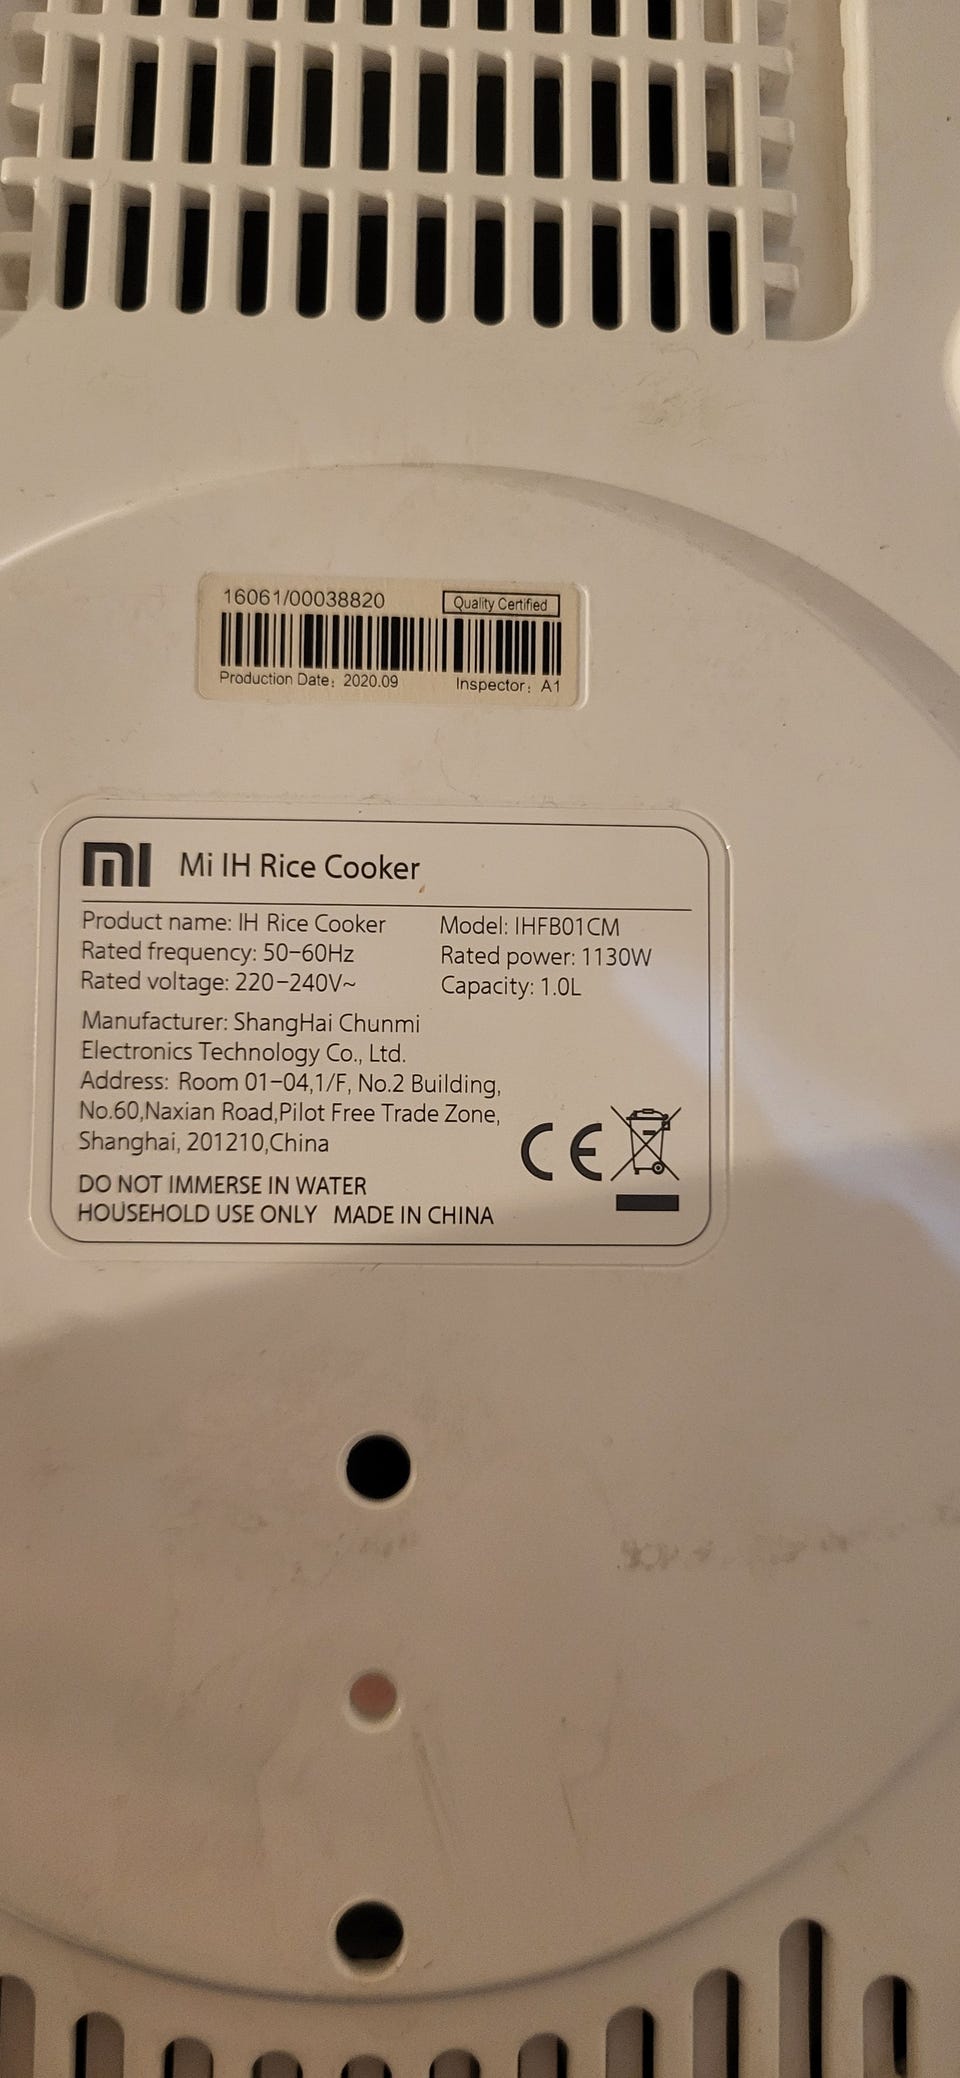 16061/00038820 Quality Certified
Production Date: 2020.09 Inspector: A1
mi Mi IH Rice Cooker
Product name: IH Rice Cooker Model: IHFB01CM
Rated frequency: 50-60Hz Rated power: 1130W
Rated voltage: 220-240V~ Capacity: 1.0L
Manufacturer: ShangHai Chunmi
Electronics Technology Co., Ltd.
Address: Room 01-04,1/F, No.2 Building,
No.60,Naxian Road,Pilot Free Trade Zone,
Shanghai, 201210,China
CE
DO NOT IMMERSE IN WATER
HOUSEHOLD USE ONLY MADE IN CHINA